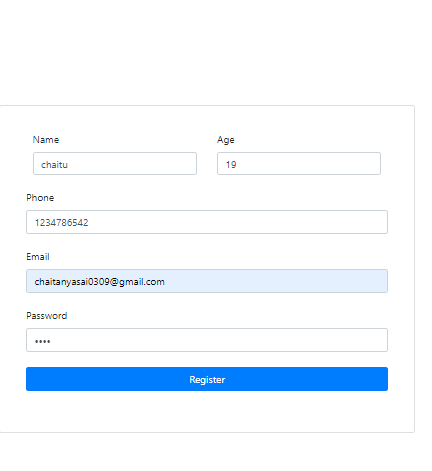 Name Age
chaitu 19
Phone
1234786542
Email
chaitanyasai0309@gmail.com
Password
••••
Register